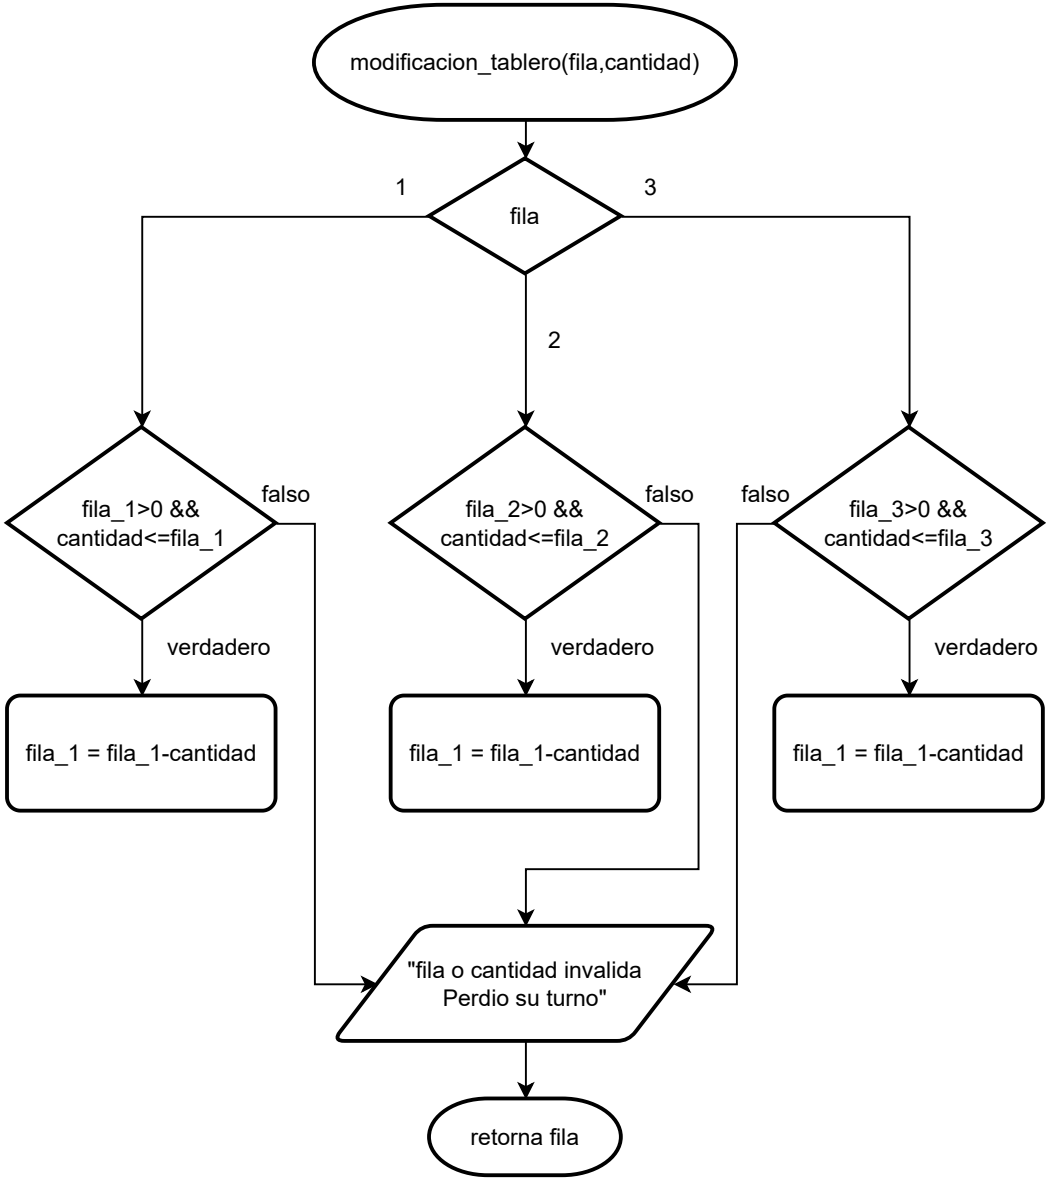 modificacion_tablero(fila,cantidad)
1
3
fila
2
fila_1>0 &&
cantidad<=fila_1
falso
fila_2>0 &&
cantidad<=fila_2
falso
falso
fila_3>0 &&
cantidad<=fila_3
verdadero
verdadero
verdadero
fila_1 = fila_1-cantidad
fila_1 = fila_1-cantidad
fila_1 = fila_1-cantidad
"fila o cantidad invalida
Perdio su turno"
retorna fila